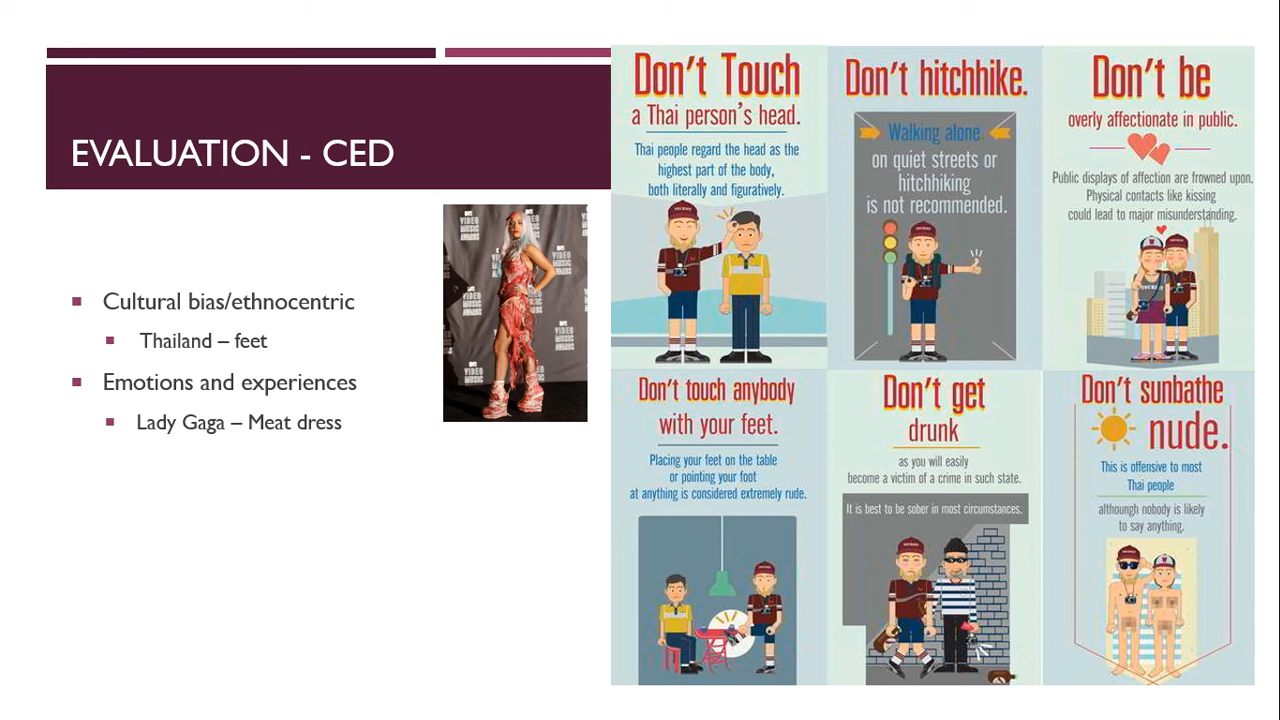 EVALUATION - CED
Cultural bias/ethnocentric
Thailand – feet
Emotions and experiences
Lady Gaga – Meat dress
VIDEO
MUSIC
AWARDS
Don't Touch
a Thai person's head.
Thai people regard the head as the
highest part of the body,
both literally and figuratively.
Don't hitchhike.
Walking alone
on quiet streets or
hitchhiking
is not recommended.
Don't be
overly affectionate in public.
Public displays of affection are frowned upon.
Physical contacts like kissing
could lead to major misunderstanding.
Don't touch anybody
with your feet.
Placing your feet on the table
or pointing your foot
at anything is considered extremely rude.
Don't get
drunk
as you will easily
become a victim of a crime in such state.
It is best to be sober in most circumstances.
Don't sunbathe
nude.
This is offensive to most
Thai people
although nobody is likely
to say anything.